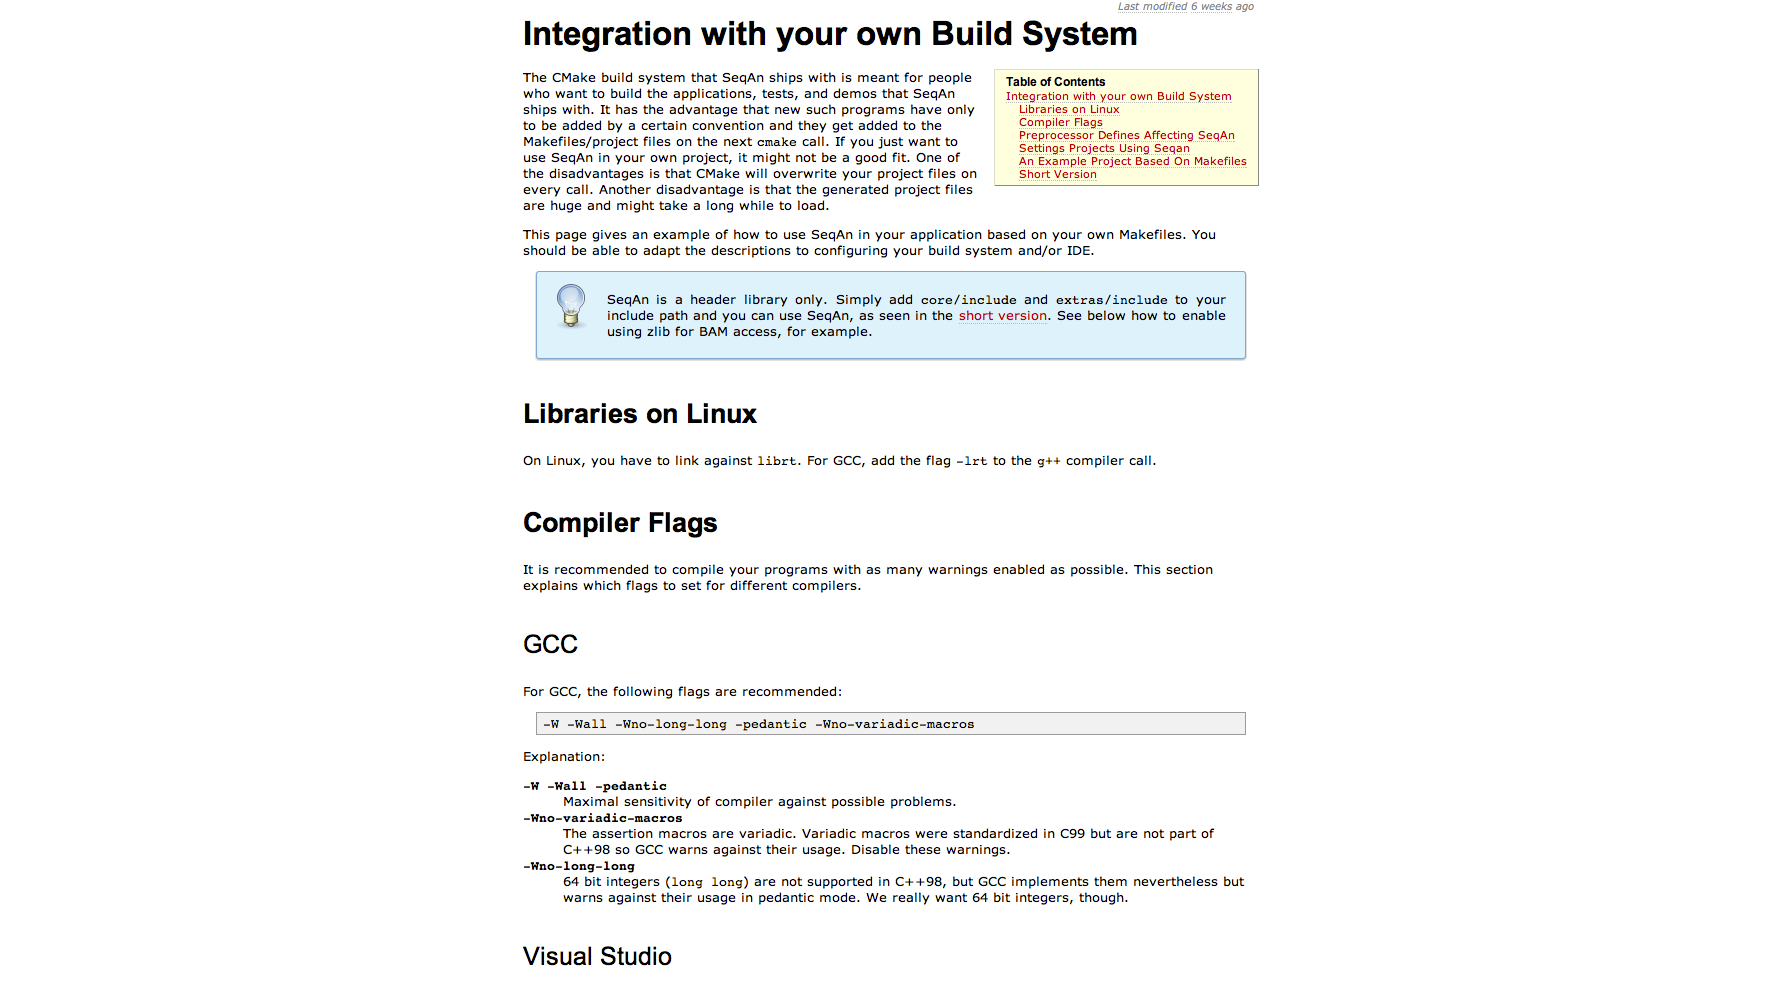 Last modified 6 weeks ago
Integration with your own Build System
The CMake build system that SeqAn ships with is meant for people
who want to build the applications, tests, and demos that SeqAn
ships with. It has the advantage that new such programs have only
to be added by a certain convention and they get added to the
Makefiles/project files on the next cmake call. If you just want to
use SeqAn in your own project, it might not be a good fit. One of
the disadvantages is that CMake will overwrite your project files on
every call. Another disadvantage is that the generated project files
are huge and might take a long while to load.
Table of Contents
Integration with your own Build System
Libraries on Linux
Compiler Flags
Preprocessor Defines Affecting SeqAn
Settings Projects Using Seqan
An Example Project Based On Makefiles
Short Version
This page gives an example of how to use SeqAn in your application based on your own Makefiles. You
should be able to adapt the descriptions to configuring your build system and/or IDE.
SeqAn is a header library only. Simply add core/include and extras/include to your
include path and you can use SeqAn, as seen in the short version. See below how to enable
using zlib for BAM access, for example.
Libraries on Linux
On Linux, you have to link against librt. For GCC, add the flag -lrt to the g++ compiler call.
Compiler Flags
It is recommended to compile your programs with as many warnings enabled as possible. This section
explains which flags to set for different compilers.
GCC
For GCC, the following flags are recommended:
-W -Wall -Wno-long-long -pedantic -Wno-variadic-macros
Explanation:
-W -Wall -pedantic
Maximal sensitivity of compiler against possible problems.
-Wno-variadic-macros
The assertion macros are variadic. Variadic macros were standardized in C99 but are not part of
C++98 so GCC warns against their usage. Disable these warnings.
-Wno-long-long
64 bit integers (long long) are not supported in C++98, but GCC implements them nevertheless but
warns against their usage in pedantic mode. We really want 64 bit integers, though.
Visual Studio